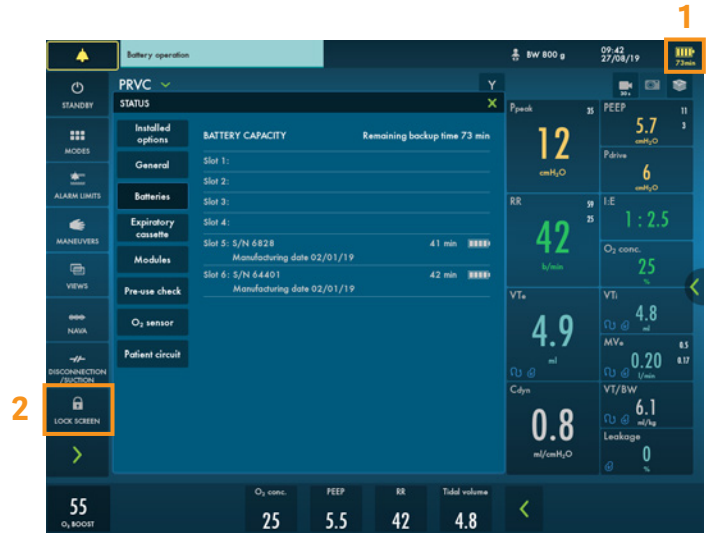 1
Battery operation
BW 800 g
09:42
27/08/19
73min
STANDBY
MODES
ALARM LIMITS
MANEUVERS
VIEWS
NAVA
DISCONNECTION
/SUCTION
2
LOCK SCREEN
55
O₂ BOOST
PRVC
Y
STATUS
X
Installed
options
General
Batteries
Expiratory
cassette
Modules
Pre-use check
O₂ sensor
Patient circuit
BATTERY CAPACITY Remaining backup time 73 min
Slot 1:
Slot 2:
Slot 3:
Slot 4:
Slot 5: S/N 6828 41 min
Manufacturing date 02/01/19
Slot 6: S/N 64401 42 min
Manufacturing date 02/01/19
30 s
Ppeak 25
12
cmH₂O
PEEP 11
5.7 3
cmH₂O
Pdrive
6
cmH₂O
RR 59
25
42
b/min
I:E
1 : 2.5
O₂ conc.
25
%
VTe
4.9
ml
VTi
4.8
ml
MVe 0.5
0.20 0.17
l/min
Cdyn
0.8
ml/cmH₂O
VT/BW
6.1
ml/kg
Leakage
0
%
O₂ conc. PEEP RR Tidal volume
25 5.5 42 4.8